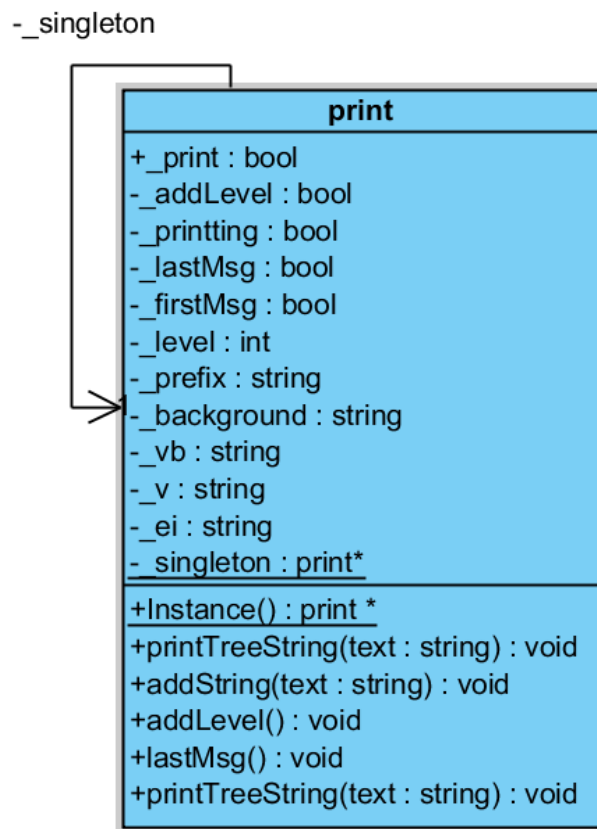 -_singleton
print
+_print : bool
-_addLevel : bool
-_printting : bool
-_lastMsg : bool
-_firstMsg : bool
-_level : int
-_prefix : string
1
-_background : string
-_vb : string
-_v : string
-_ei : string
-_singleton : print*
+Instance() : print *
+printTreeString(text : string) : void
+addString(text : string) : void
+addLevel() : void
+lastMsg() : void
+printTreeString(text : string) : void